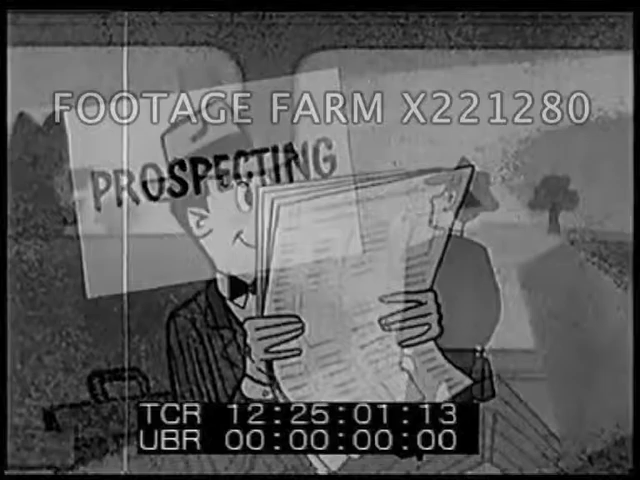 FOOTAGE FARM X221280
PROSPECTING
TCR 12:25:01:13
UBR 00:00:00:00